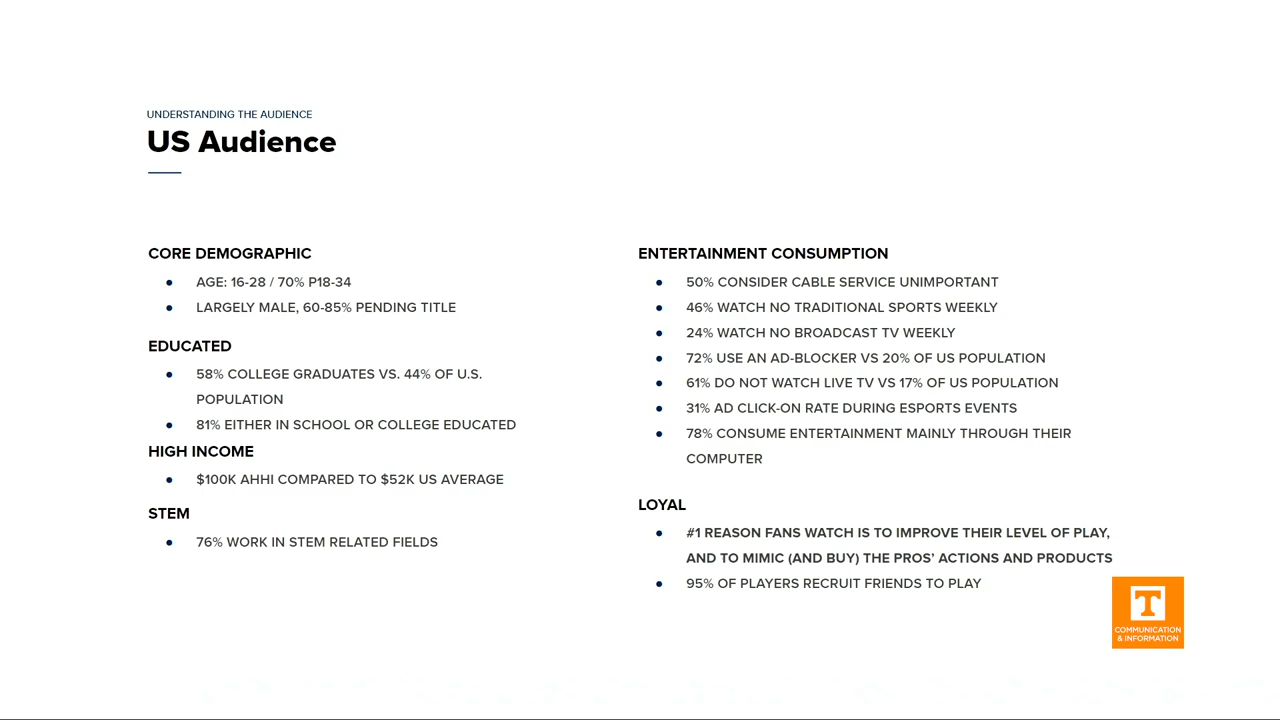 UNDERSTANDING THE AUDIENCE
US Audience
CORE DEMOGRAPHIC
● AGE: 16-28 / 70% P18-34
● LARGELY MALE, 60-85% PENDING TITLE
EDUCATED
● 58% COLLEGE GRADUATES VS. 44% OF U.S.
POPULATION
● 81% EITHER IN SCHOOL OR COLLEGE EDUCATED
HIGH INCOME
● $100K AHHI COMPARED TO $52K US AVERAGE
STEM
● 76% WORK IN STEM RELATED FIELDS
ENTERTAINMENT CONSUMPTION
● 50% CONSIDER CABLE SERVICE UNIMPORTANT
● 46% WATCH NO TRADITIONAL SPORTS WEEKLY
● 24% WATCH NO BROADCAST TV WEEKLY
● 72% USE AN AD-BLOCKER VS 20% OF US POPULATION
● 61% DO NOT WATCH LIVE TV VS 17% OF US POPULATION
● 31% AD CLICK-ON RATE DURING ESPORTS EVENTS
● 78% CONSUME ENTERTAINMENT MAINLY THROUGH THEIR
COMPUTER
LOYAL
● #1 REASON FANS WATCH IS TO IMPROVE THEIR LEVEL OF PLAY,
AND TO MIMIC (AND BUY) THE PROS’ ACTIONS AND PRODUCTS
● 95% OF PLAYERS RECRUIT FRIENDS TO PLAY
T
COMMUNICATION
& INFORMATION